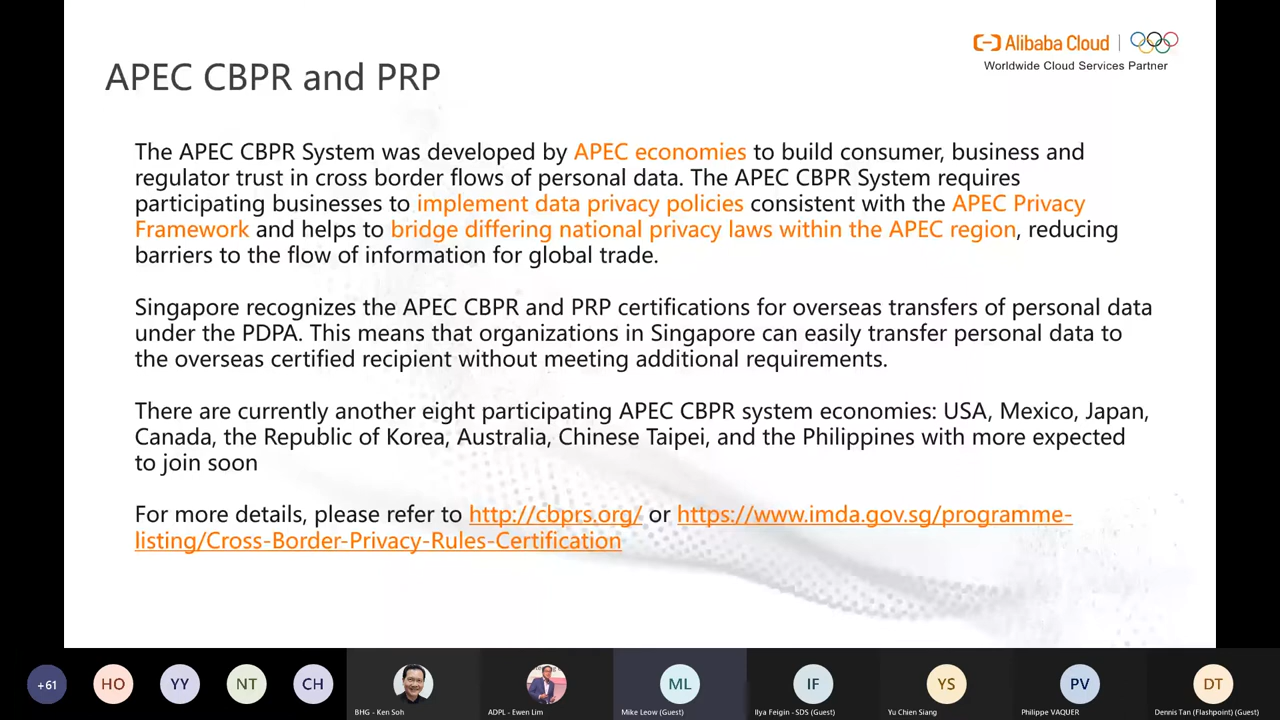 Alibaba Cloud
Worldwide Cloud Services Partner
APEC CBPR and PRP
The APEC CBPR System was developed by APEC economies to build consumer, business and
regulator trust in cross border flows of personal data. The APEC CBPR System requires
participating businesses to implement data privacy policies consistent with the APEC Privacy
Framework and helps to bridge differing national privacy laws within the APEC region, reducing
barriers to the flow of information for global trade.
Singapore recognizes the APEC CBPR and PRP certifications for overseas transfers of personal data
under the PDPA. This means that organizations in Singapore can easily transfer personal data to
the overseas certified recipient without meeting additional requirements.
There are currently another eight participating APEC CBPR system economies: USA, Mexico, Japan,
Canada, the Republic of Korea, Australia, Chinese Taipei, and the Philippines with more expected
to join soon
For more details, please refer to http://cbprs.org/ or https://www.imda.gov.sg/programme-
listing/Cross-Border-Privacy-Rules-Certification
+61
HO
YY
NT
CH
ML
IF
YS
PV
DT
BHG - Ken Soh
ADPL - Ewen Lim
Mike Leow (Guest)
Ilya Feigin - SDS (Guest)
Yu Chien Siang
Philippe VAQUER
Dennis Tan (Flashpoint) (Guest)